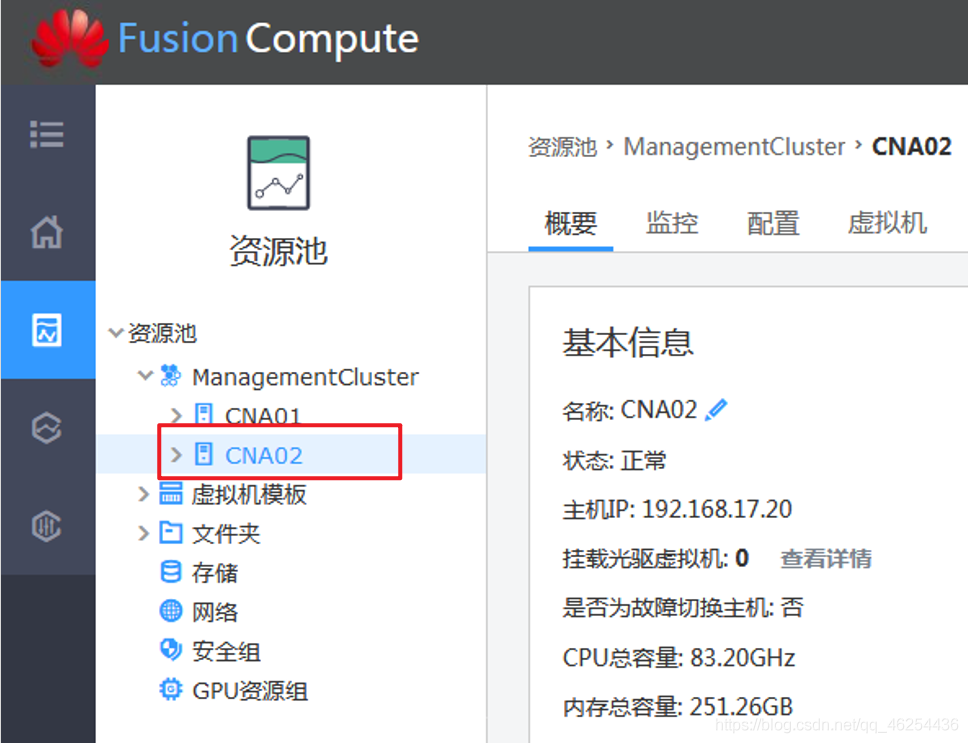 FusionCompute
资源池
资源池
ManagementCluster
CNA01
CNA02
虚拟机模板
文件夹
存储
网络
安全组
GPU资源组
资源池 › ManagementCluster › CNA02
概要 监控 配置 虚拟机
基本信息
名称: CNA02
状态: 正常
主机IP: 192.168.17.20
挂载光驱虚拟机: 0 查看详情
是否为故障切换主机: 否
CPU总容量: 83.20GHz
内存总容量: 251.26GB
https://blog.csdn.net/qq_46254436